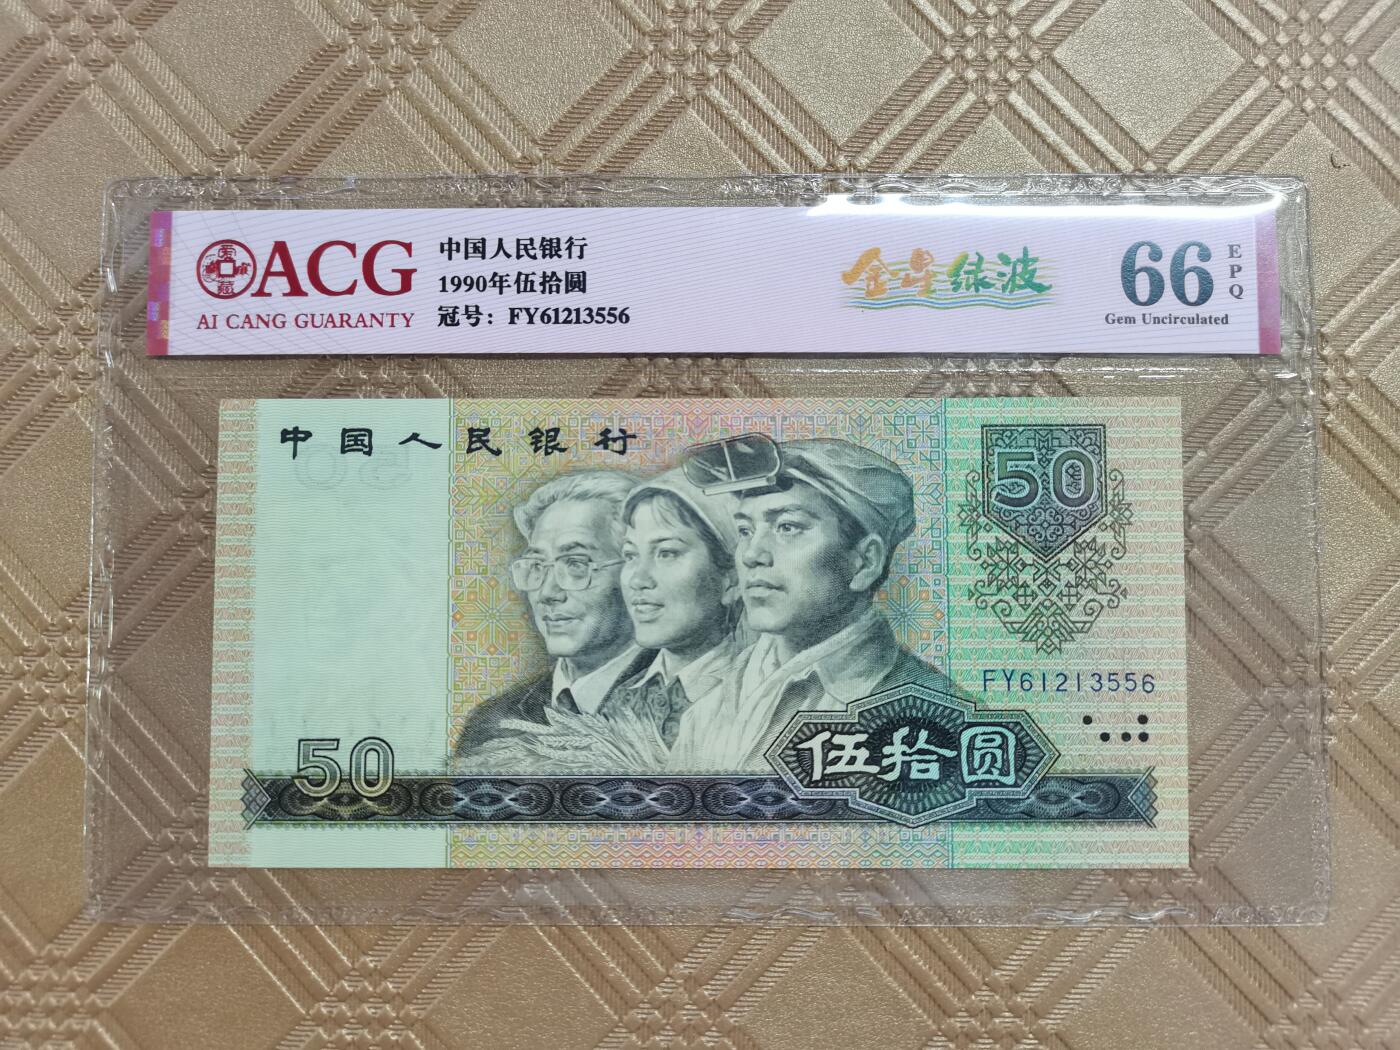 ACG
AI CANG GUARANTY
中国人民银行
1990年伍拾圆
冠号：FY61213556
金星绿波
66
EPQ
Gem Uncirculated
中国人民银行
50
FY61213556
50
伍拾圆